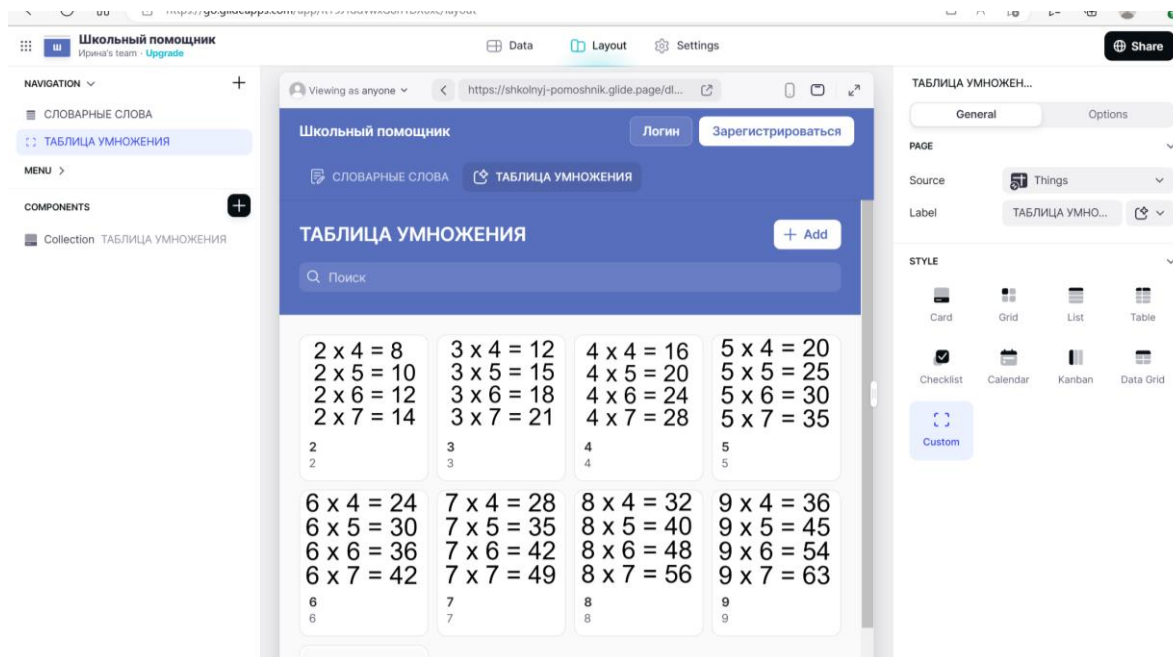 Школьный помощник
Ирина's team · Upgrade
Data
Layout
Settings
Share
NAVIGATION
СЛОВАРНЫЕ СЛОВА
ТАБЛИЦА УМНОЖЕНИЯ
MENU
COMPONENTS
Collection ТАБЛИЦА УМНОЖЕНИЯ
Viewing as anyone
https://shkolnyj-pomoshnik.glide.page/dl...
Школьный помощник
Логин
Зарегистрироваться
СЛОВАРНЫЕ СЛОВА
ТАБЛИЦА УМНОЖЕНИЯ
ТАБЛИЦА УМНОЖЕНИЯ
+ Add
Поиск
2 x 4 = 8
2 x 5 = 10
2 x 6 = 12
2 x 7 = 14
2
2
3 x 4 = 12
3 x 5 = 15
3 x 6 = 18
3 x 7 = 21
3
3
4 x 4 = 16
4 x 5 = 20
4 x 6 = 24
4 x 7 = 28
4
4
5 x 4 = 20
5 x 5 = 25
5 x 6 = 30
5 x 7 = 35
5
5
6 x 4 = 24
6 x 5 = 30
6 x 6 = 36
6 x 7 = 42
6
6
7 x 4 = 28
7 x 5 = 35
7 x 6 = 42
7 x 7 = 49
7
7
8 x 4 = 32
8 x 5 = 40
8 x 6 = 48
8 x 7 = 56
8
8
9 x 4 = 36
9 x 5 = 45
9 x 6 = 54
9 x 7 = 63
9
9
ТАБЛИЦА УМНОЖЕН...
General
Options
PAGE
Source
Things
Label
ТАБЛИЦА УМНО...
STYLE
Card
Grid
List
Table
Checklist
Calendar
Kanban
Data Grid
Custom